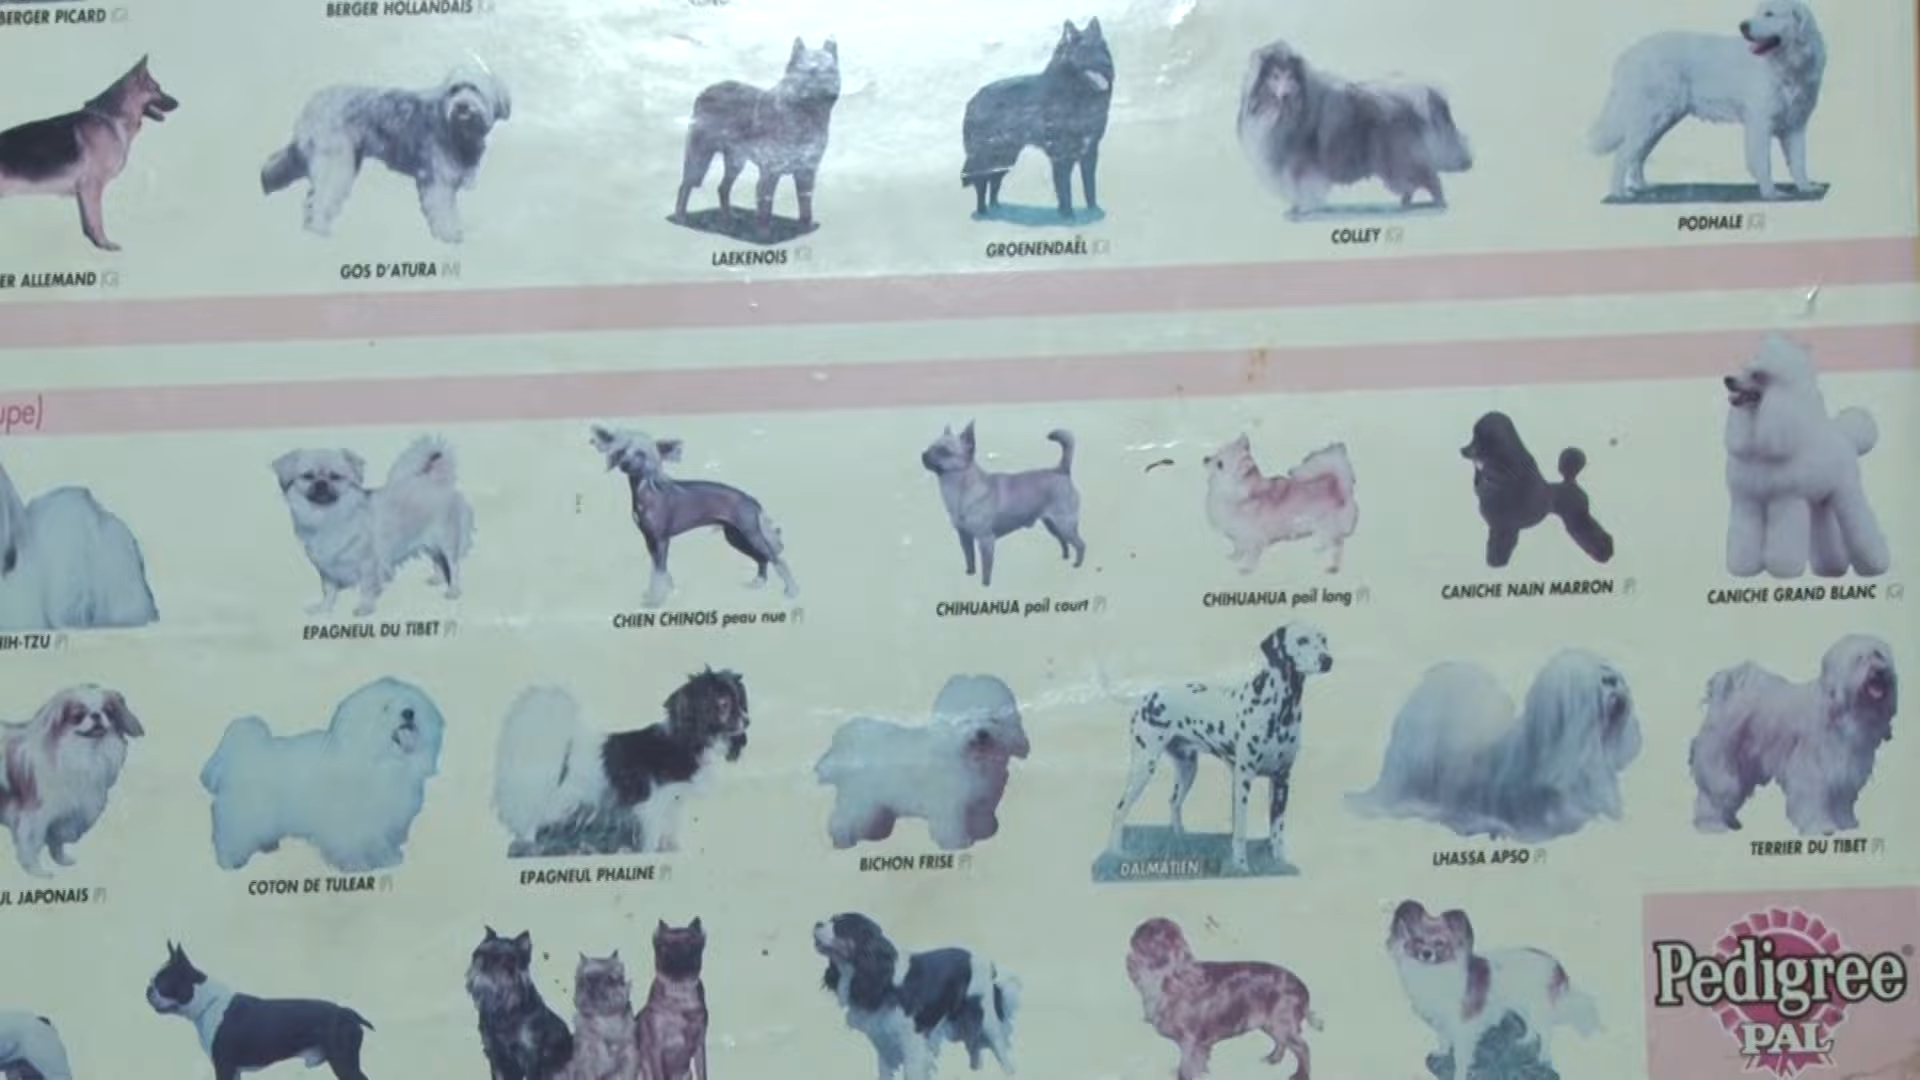 BERGER PICARD (G)
BERGER HOLLANDAIS (G)
ER ALLEMAND (G)
GOS D'ATURA (M)
LAEKENOIS (G)
GROENENDAËL (G)
COLLEY (G)
PODHALE (G)
upe)
IH-TZU (P)
EPAGNEUL DU TIBET (P)
CHIEN CHINOIS peau nue (P)
CHIHUAHUA poil court (P)
CHIHUAHUA poil long (P)
CANICHE NAIN MARRON (P)
CANICHE GRAND BLANC (G)
UL JAPONAIS (P)
COTON DE TULEAR (P)
EPAGNEUL PHALINE (P)
BICHON FRISE (P)
DALMATIEN
LHASSA APSO (P)
TERRIER DU TIBET (P)
Pedigree®
PAL